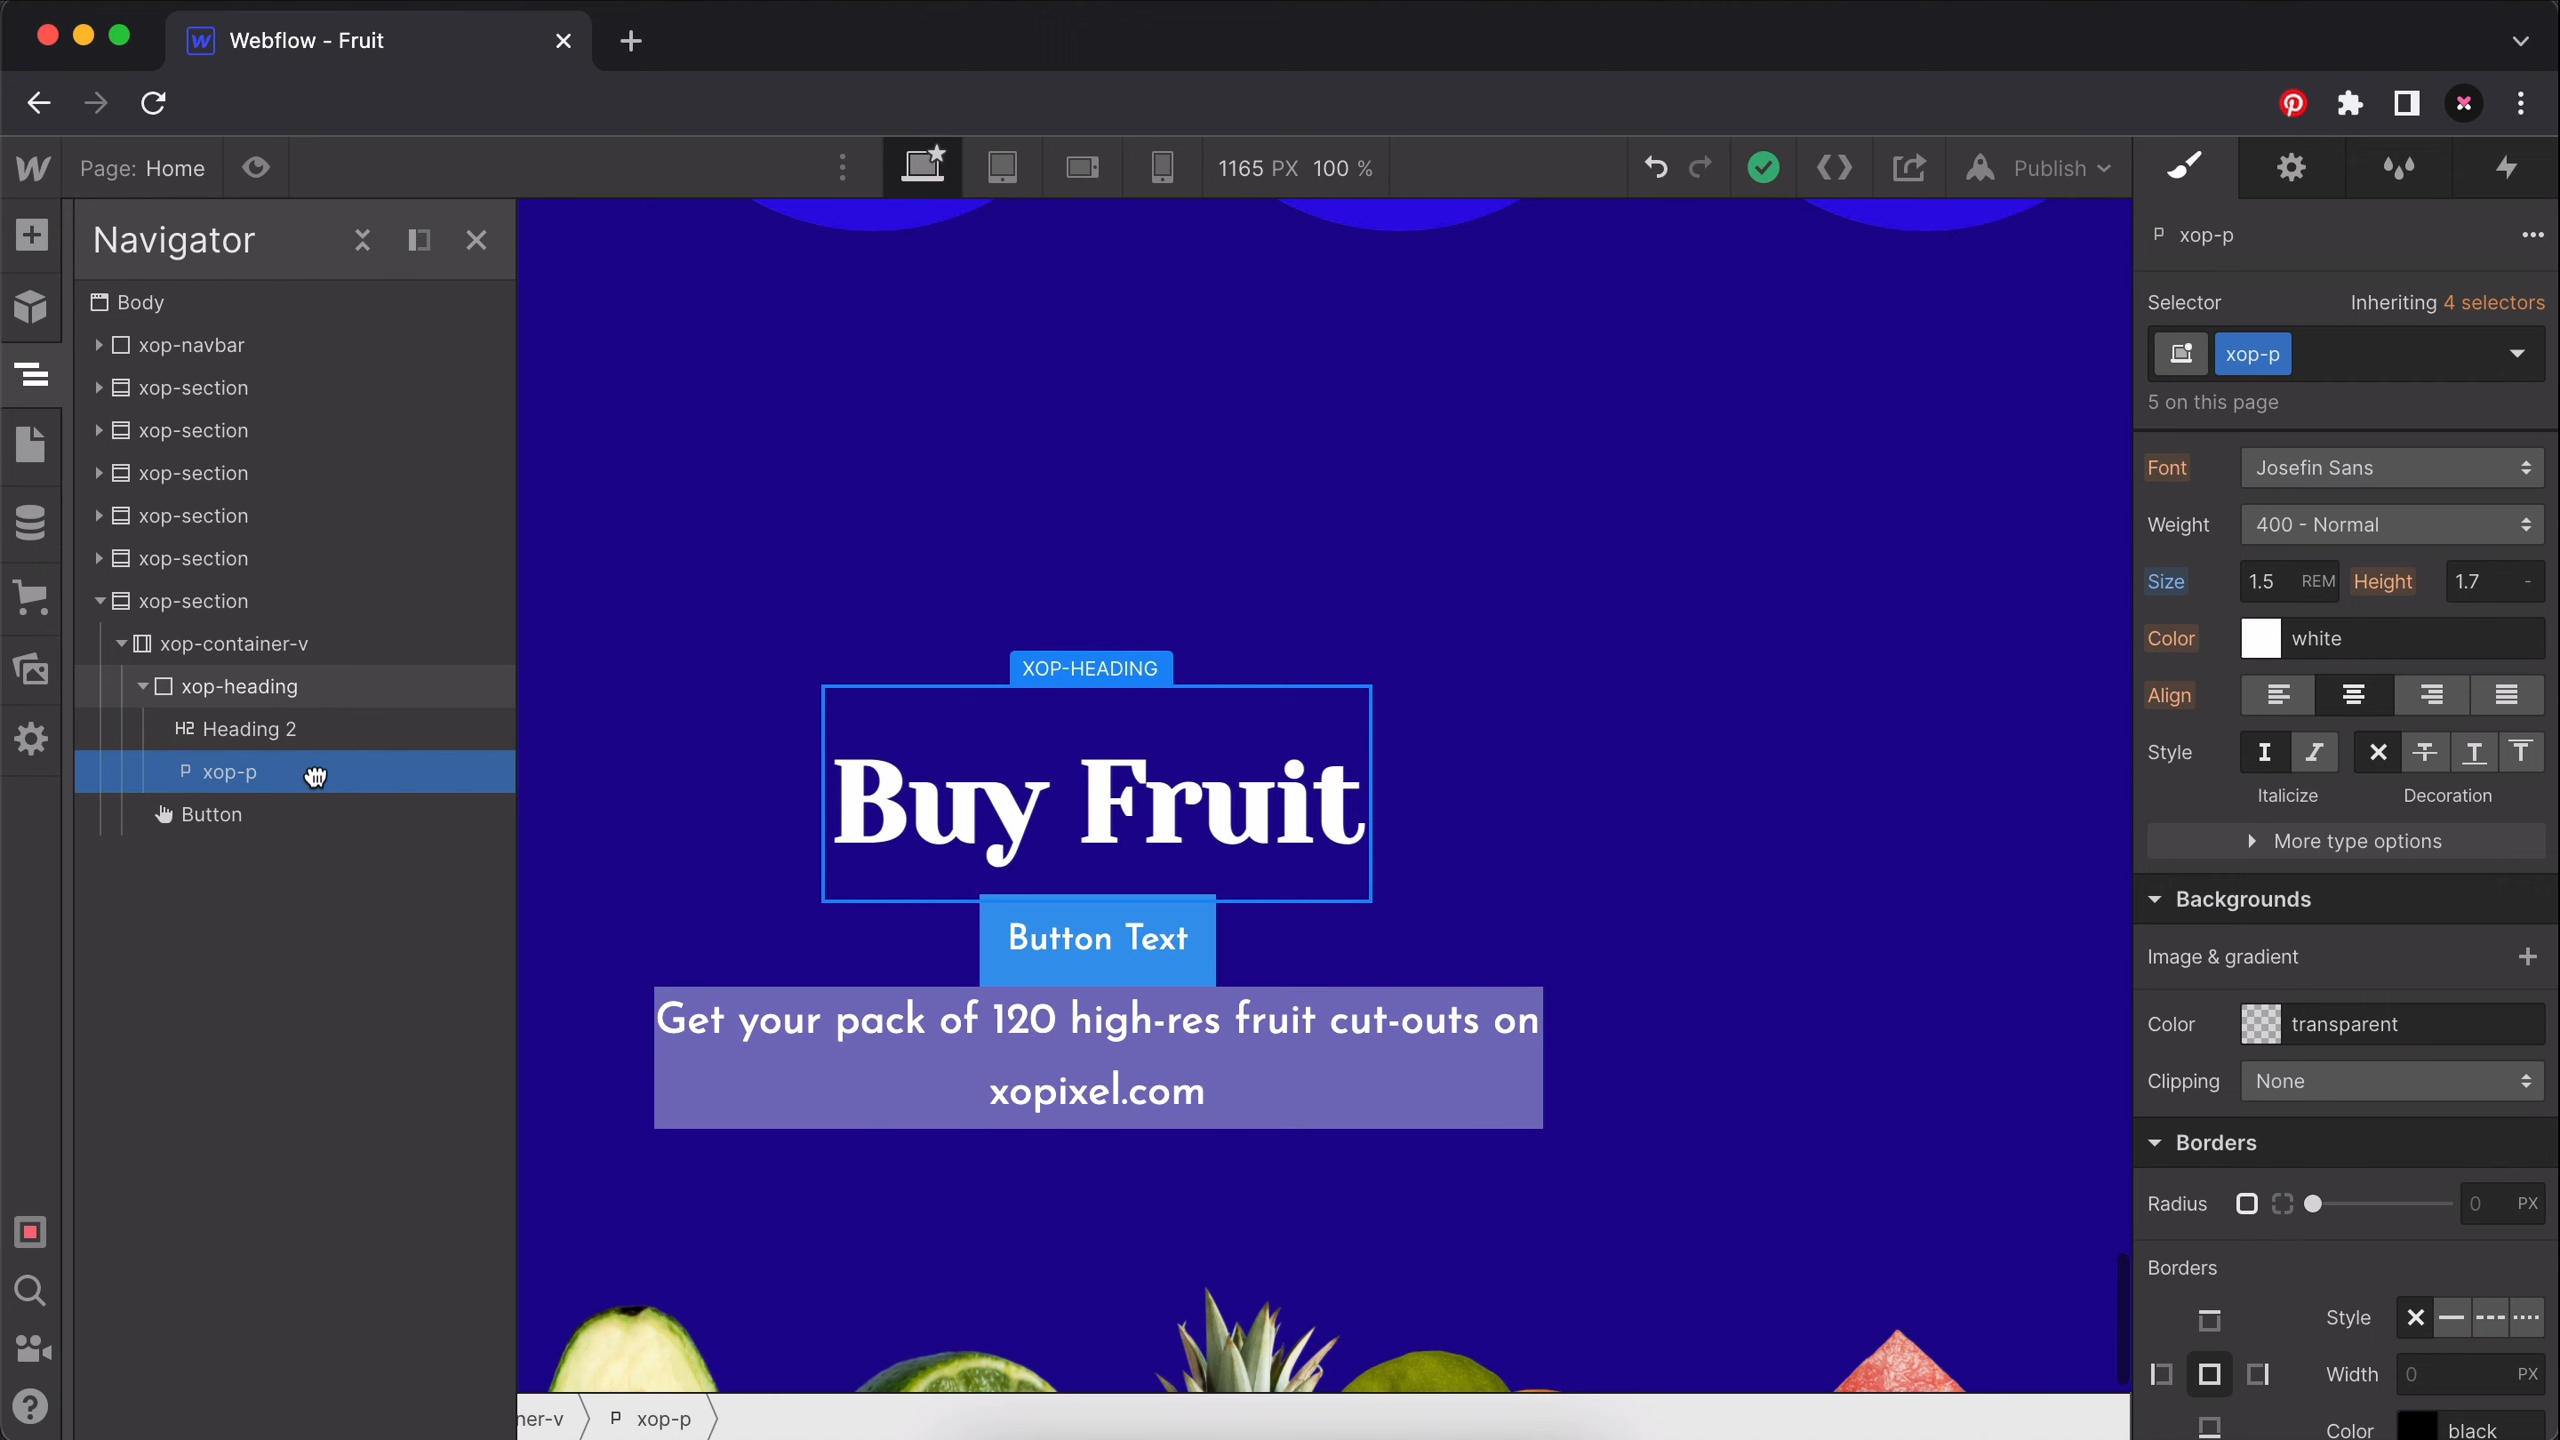 Webflow - Fruit
Page: Home
1165 PX 100 %
Publish
Navigator
Body
xop-navbar
xop-section
xop-section
xop-section
xop-section
xop-section
xop-section
xop-container-v
xop-heading
H2 Heading 2
P xop-p
Button
XOP-HEADING
Buy Fruit
Button Text
Get your pack of 120 high-res fruit cut-outs on
xopixel.com
ner-v P xop-p
P xop-p
Selector Inheriting 4 selectors
xop-p
5 on this page
Font Josefin Sans
Weight 400 - Normal
Size 1.5 REM Height 1.7 -
Color white
Align
Style
Italicize Decoration
More type options
Backgrounds
Image & gradient
Color transparent
Clipping None
Borders
Radius 0 PX
Borders
Style
Width 0 PX
Color black